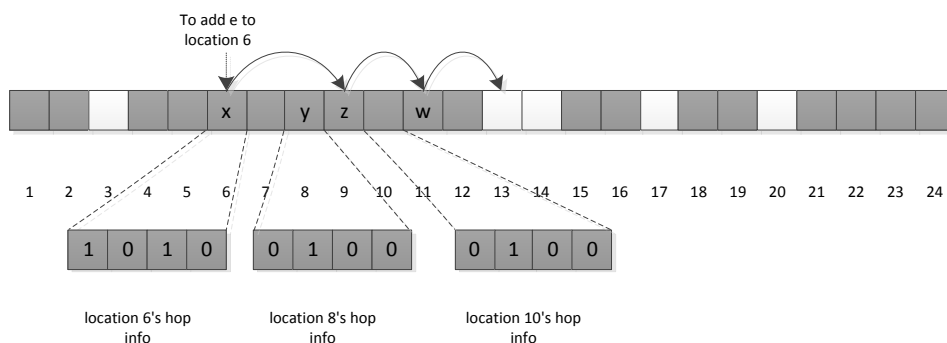 To add e to
location 6
x y z w
1 2 3 4 5 6 7 8 9 10 11 12 13 14 15 16 17 18 19 20 21 22 23 24
1 0 1 0 0 1 0 0 0 1 0 0
location 6's hop
info
location 8's hop
info
location 10's hop
info